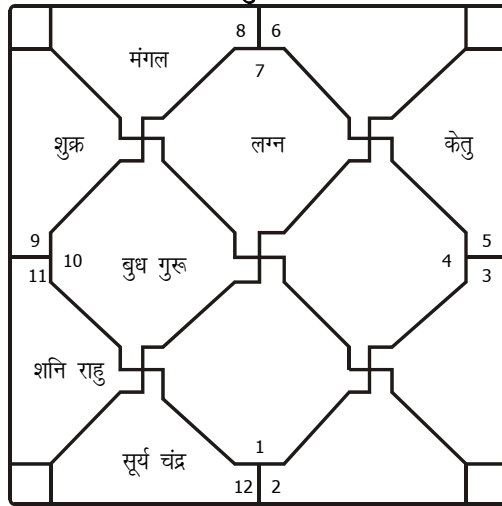 8 6
मंगल
7
शुक्र लग्न केतु
9 5
10 बुध गुरू 4
11 3
शनि राहु
1
सूर्य चंद्र
12 2